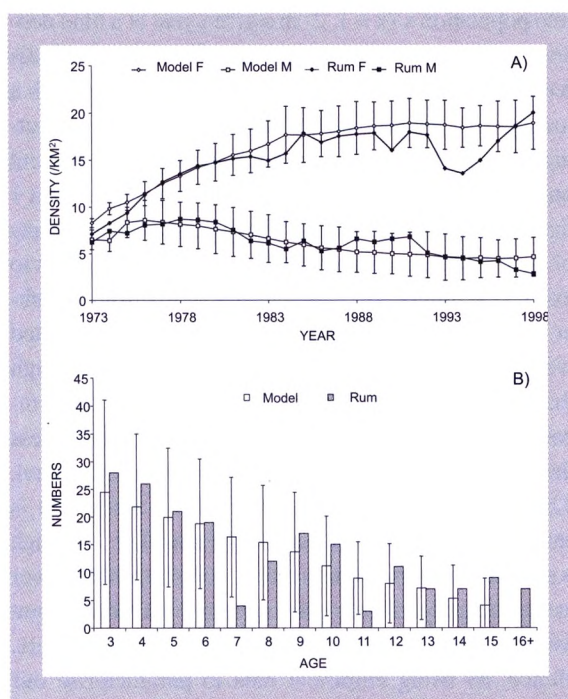 Model F Model M Rum F Rum M A)
25
20
15
10
5
0
DENSITY (/KM²)
1973 1978 1983 1988 1993 1998
YEAR
B)
Model Rum
45
40
35
30
25
20
15
10
5
0
NUMBERS
3 4 5 6 7 8 9 10 11 12 13 14 15 16+
AGE